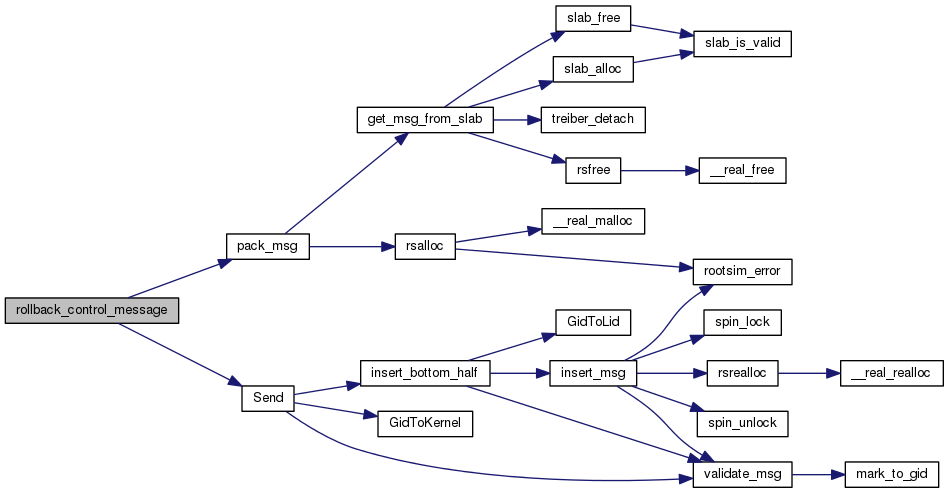 slab_free
slab_is_valid
slab_alloc
get_msg_from_slab
treiber_detach
rsfree
__real_free
__real_malloc
pack_msg
rsalloc
rootsim_error
rollback_control_message
GidToLid
spin_lock
insert_bottom_half
insert_msg
rsrealloc
__real_realloc
Send
GidToKernel
spin_unlock
validate_msg
mark_to_gid